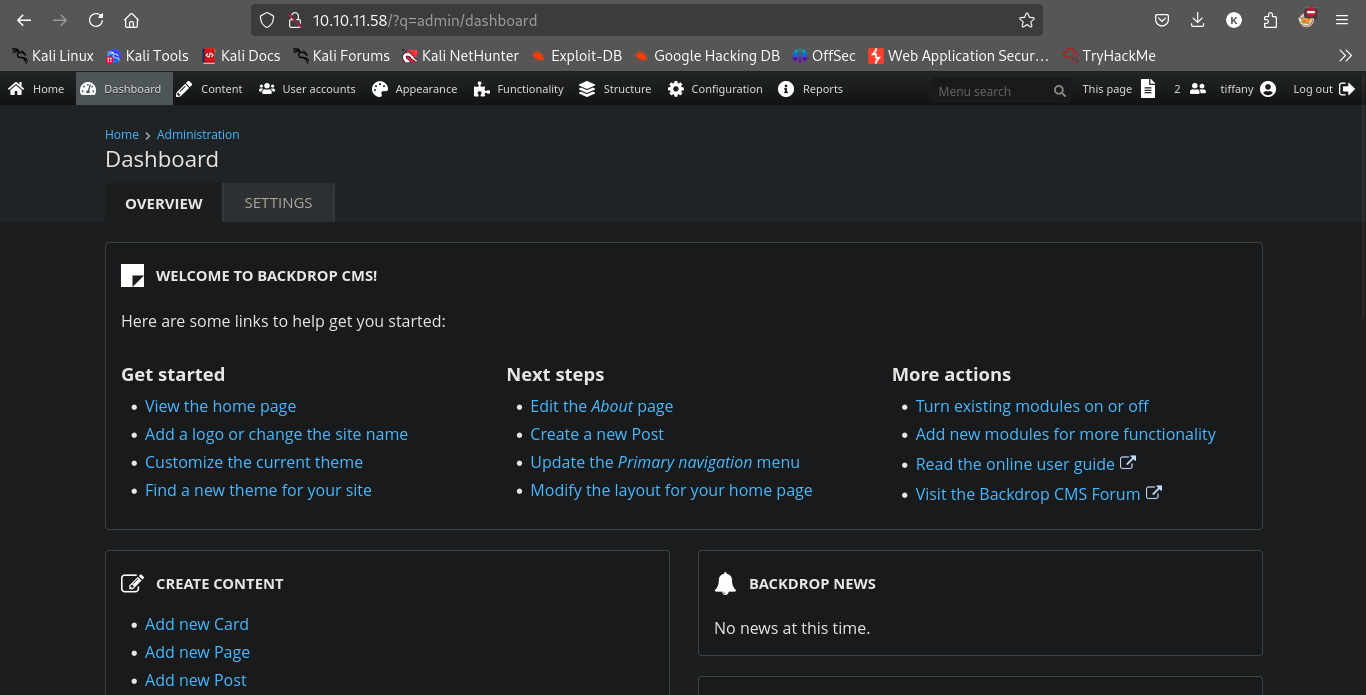 10.10.11.58/?q=admin/dashboard
Kali Linux Kali Tools Kali Docs Kali Forums Kali NetHunter Exploit-DB Google Hacking DB OffSec Web Application Secur… TryHackMe
Home Dashboard Content User accounts Appearance Functionality Structure Configuration Reports Menu search This page 2 tiffany Log out
Home › Administration
Dashboard
OVERVIEW SETTINGS
WELCOME TO BACKDROP CMS!
Here are some links to help get you started:
Get started
View the home page
Add a logo or change the site name
Customize the current theme
Find a new theme for your site
Next steps
Edit the About page
Create a new Post
Update the Primary navigation menu
Modify the layout for your home page
More actions
Turn existing modules on or off
Add new modules for more functionality
Read the online user guide
Visit the Backdrop CMS Forum
CREATE CONTENT
Add new Card
Add new Page
Add new Post
BACKDROP NEWS
No news at this time.